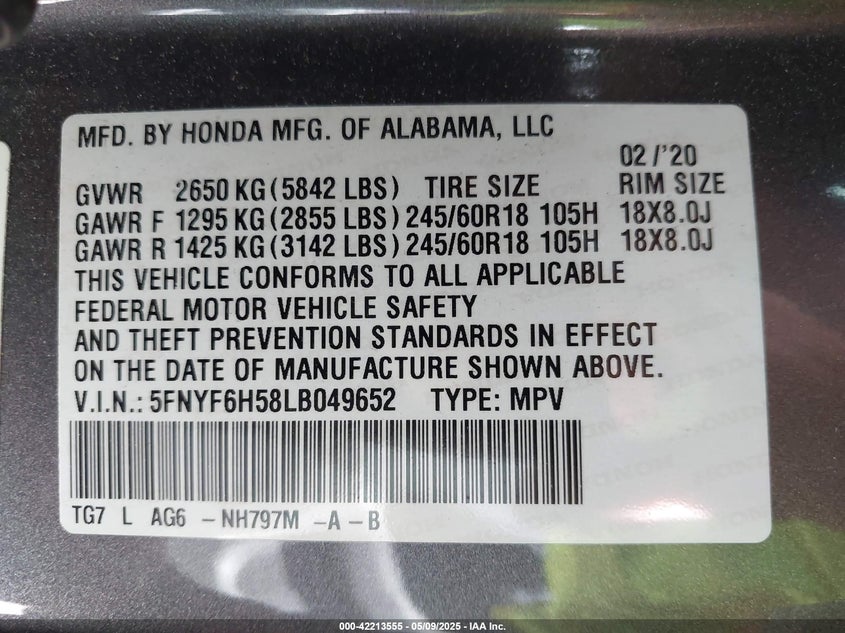 MFD. BY HONDA MFG. OF ALABAMA, LLC
02/'20
GVWR 2650 KG (5842 LBS) TIRE SIZE RIM SIZE
GAWR F 1295 KG (2855 LBS) 245/60R18 105H 18X8.0J
GAWR R 1425 KG (3142 LBS) 245/60R18 105H 18X8.0J
THIS VEHICLE CONFORMS TO ALL APPLICABLE
FEDERAL MOTOR VEHICLE SAFETY
AND THEFT PREVENTION STANDARDS IN EFFECT
ON THE DATE OF MANUFACTURE SHOWN ABOVE.
V.I.N.: 5FNYF6H58LB049652 TYPE: MPV
TG7 L AG6 -NH797M -A -B
000-42213555 - 05/09/2025 - IAA Inc.